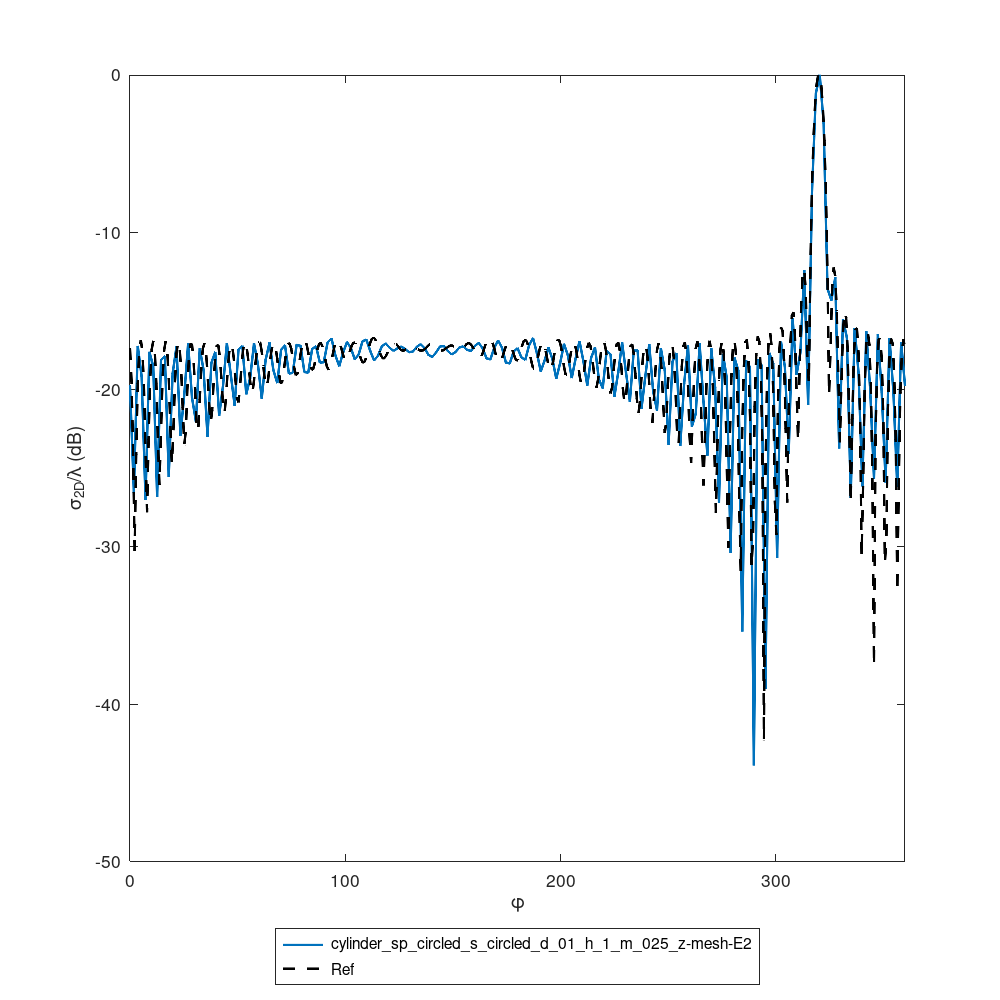 0
-10
-20
-30
-40
-50
σ2D/λ (dB)
0 100 200 300
φ
cylinder_sp_circled_s_circled_d_01_h_1_m_025_z-mesh-E2
Ref